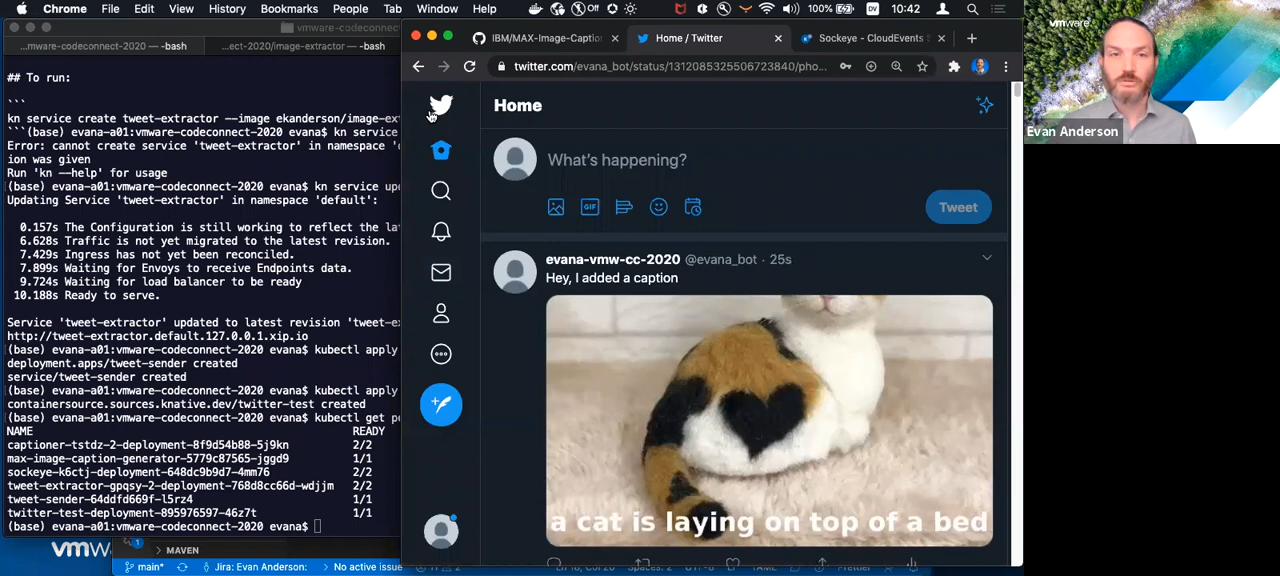 Chrome File Edit View History Bookmarks People Tab Window Help
Off 100% DV 10:42
vmware-codeconnect
...mware-codeconnect-2020 — -bash ...ect-2020/image-extractor — -bash
## To run:
```
kn service create tweet-extractor --image ekanderson/image-ex
```(base) evana-a01:vmware-codeconnect-2020 evana$ kn service
Error: cannot create service 'tweet-extractor' in namespace
ion was given
Run 'kn --help' for usage
(base) evana-a01:vmware-codeconnect-2020 evana$ kn service up
Updating Service 'tweet-extractor' in namespace 'default':
0.157s The Configuration is still working to reflect the la
6.628s Traffic is not yet migrated to the latest revision.
7.429s Ingress has not yet been reconciled.
7.899s Waiting for Envoys to receive Endpoints data.
9.724s Waiting for load balancer to be ready
10.188s Ready to serve.
Service 'tweet-extractor' updated to latest revision 'tweet-e
http://tweet-extractor.default.127.0.0.1.xip.io
(base) evana-a01:vmware-codeconnect-2020 evana$ kubectl apply
deployment.apps/tweet-sender created
service/tweet-sender created
(base) evana-a01:vmware-codeconnect-2020 evana$ kubectl apply
containersource.sources.knative.dev/twitter-test created
(base) evana-a01:vmware-codeconnect-2020 evana$ kubectl get p
NAME READY
captioner-tstdz-2-deployment-8f9d54b88-5j9kn 2/2
max-image-caption-generator-5779c87565-jggd9 1/1
sockeye-k6ctj-deployment-648dc9b9d7-4mm76 2/2
tweet-extractor-gpqsy-2-deployment-768d8cc66d-wdjjm 2/2
tweet-sender-64ddfd669f-l5rz4 1/1
twitter-test-deployment-895976597-46z7t 1/1
(base) evana-a01:vmware-codeconnect-2020 evana$
vmw
1
> MAVEN
main* Jira: Evan Anderson: > No active issue
IBM/MAX-Image-Captio × Home / Twitter × Sockeye - CloudEvents × +
twitter.com/evana_bot/status/1312085325506723840/pho...
Home
What's happening?
GIF
Tweet
evana-vmw-cc-2020 @evana_bot · 25s
Hey, I added a caption
a cat is laying on top of a bed
vmware
Evan Anderson